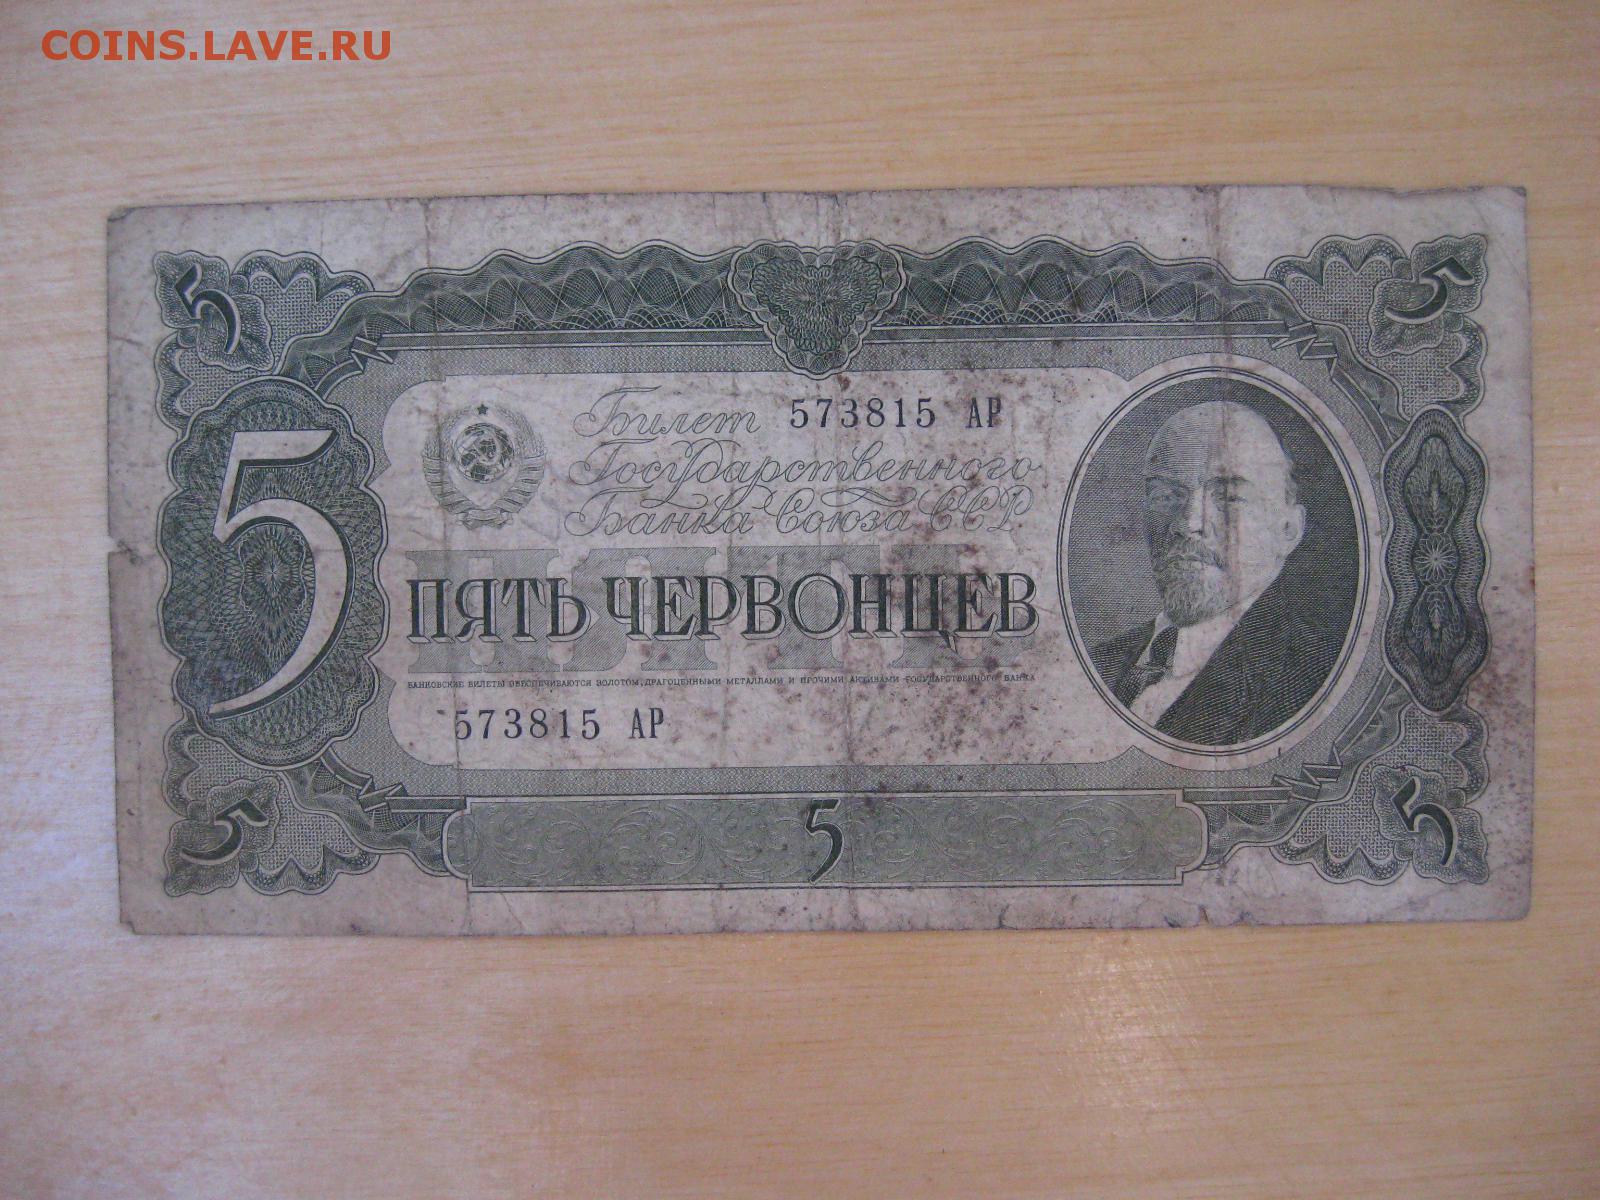 COINS.LAVE.RU
5 5
Билет 573815 АР
Государственного
Банка Союза ССР
5
ПЯТЬ
ПЯТЬ ЧЕРВОНЦЕВ
БАНКОВСКИЕ БИЛЕТЫ ОБЕСПЕЧИВАЮТСЯ ЗОЛОТОМ, ДРАГОЦЕННЫМИ МЕТАЛЛАМИ И ПРОЧИМИ АКТИВАМИ ГОСУДАРСТВЕННОГО БАНКА
573815 АР
5 5 5